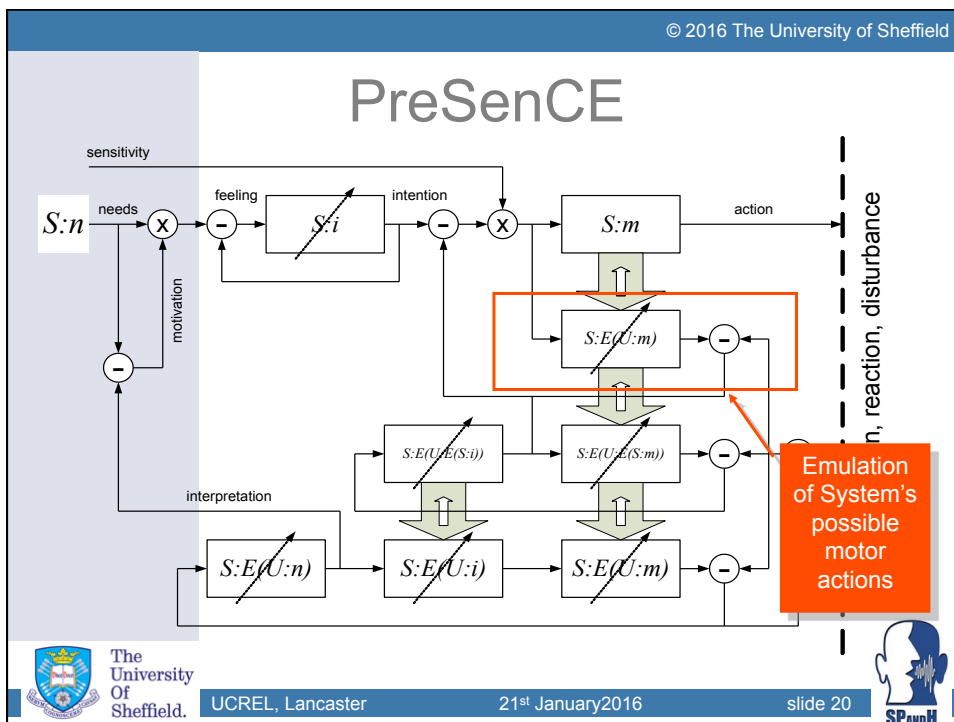 © 2016 The University of Sheffield
PreSenCE
sensitivity
S:n
needs
x
feeling
-
S:i
intention
-
x
S:m
action
motivation
-
S:E(U:m)
-
n, reaction, disturbance
S:E(U:E(S:i))
S:E(U:E(S:m))
-
Emulation
of System's
possible
motor
actions
interpretation
S:E(U:n)
S:E(U:i)
S:E(U:m)
-
The
University
Of
Sheffield.
UCREL, Lancaster
21st January2016
slide 20
SPandH